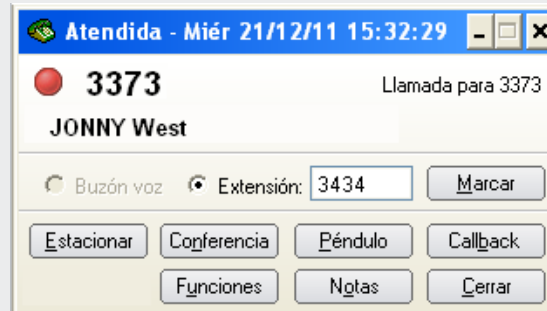 Atendida - Miér 21/12/11 15:32:29
3373 Llamada para 3373
JONNY West
Buzón voz Extensión: 3434 Marcar
Estacionar Conferencia Péndulo Callback
Funciones Notas Cerrar